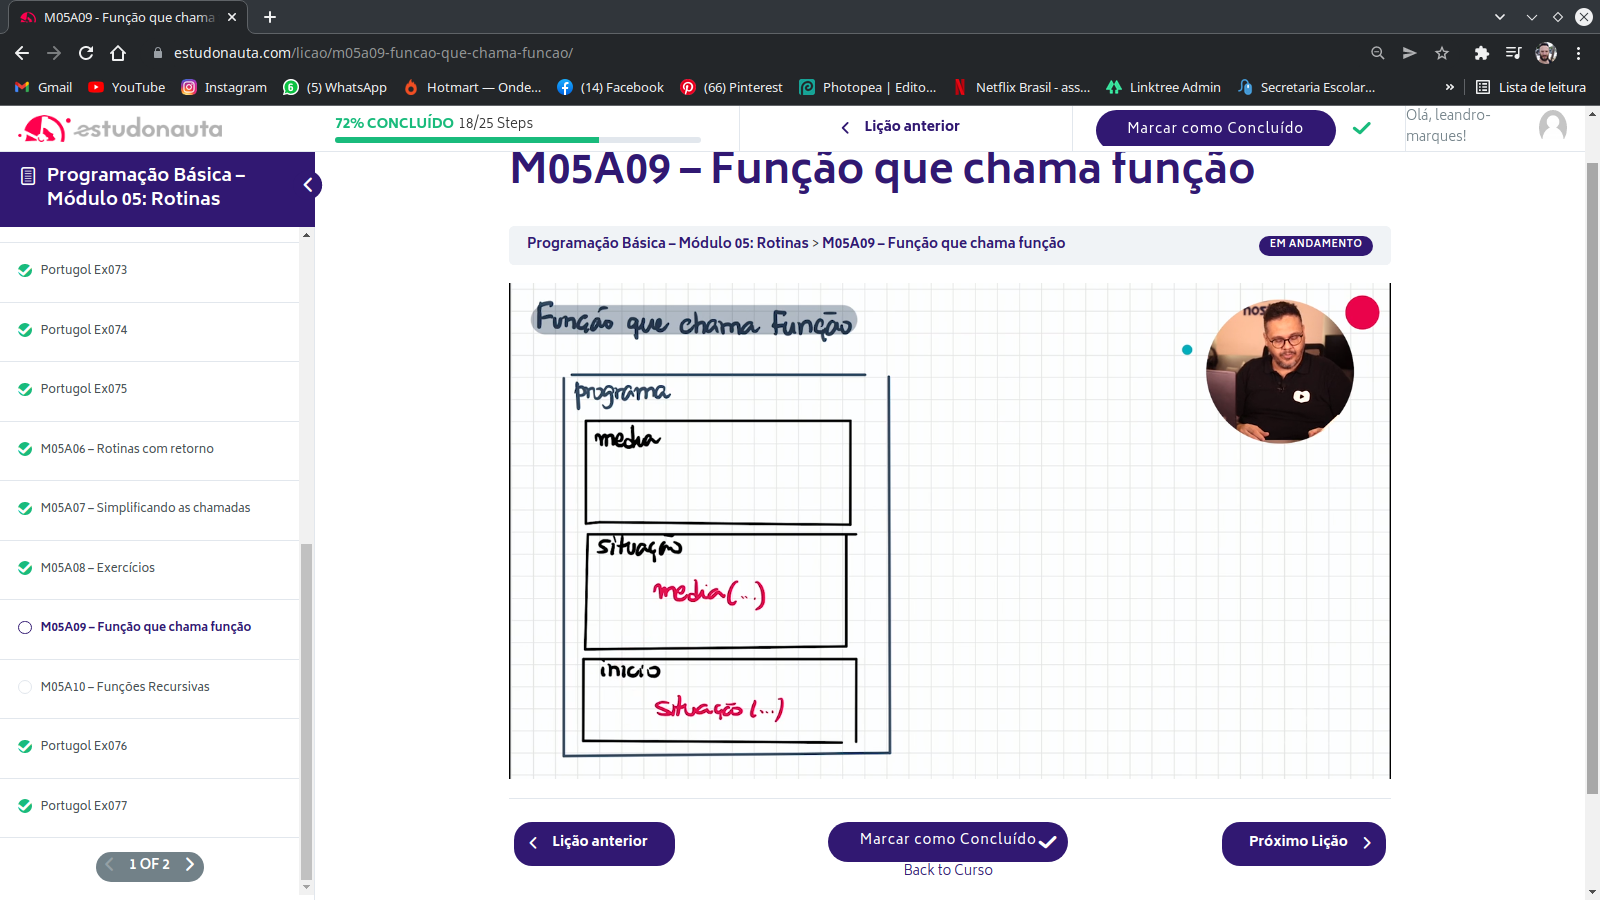 M05A09 - Função que chama
estudonauta.com/licao/m05a09-funcao-que-chama-funcao/
Gmail
YouTube
Instagram
(5) WhatsApp
Hotmart — Onde...
(14) Facebook
(66) Pinterest
Photopea | Edito...
Netflix Brasil - ass...
Linktree Admin
Secretaria Escolar...
»
Lista de leitura
estudonauta
72% CONCLUÍDO 18/25 Steps
Lição anterior
Marcar como Concluído
Olá, leandro-
marques!
Programação Básica –
Módulo 05: Rotinas
Portugol Ex073
Portugol Ex074
Portugol Ex075
M05A06 – Rotinas com retorno
M05A07 – Simplificando as chamadas
M05A08 – Exercícios
M05A09 – Função que chama função
M05A10 – Funções Recursivas
Portugol Ex076
Portugol Ex077
1 OF 2
M05A09 – Função que chama função
Programação Básica – Módulo 05: Rotinas > M05A09 – Função que chama função
EM ANDAMENTO
Função que chama Função
programa
media
situação
media(...)
inicio
situação(...)
Lição anterior
Marcar como Concluído
Próximo Lição
Back to Curso